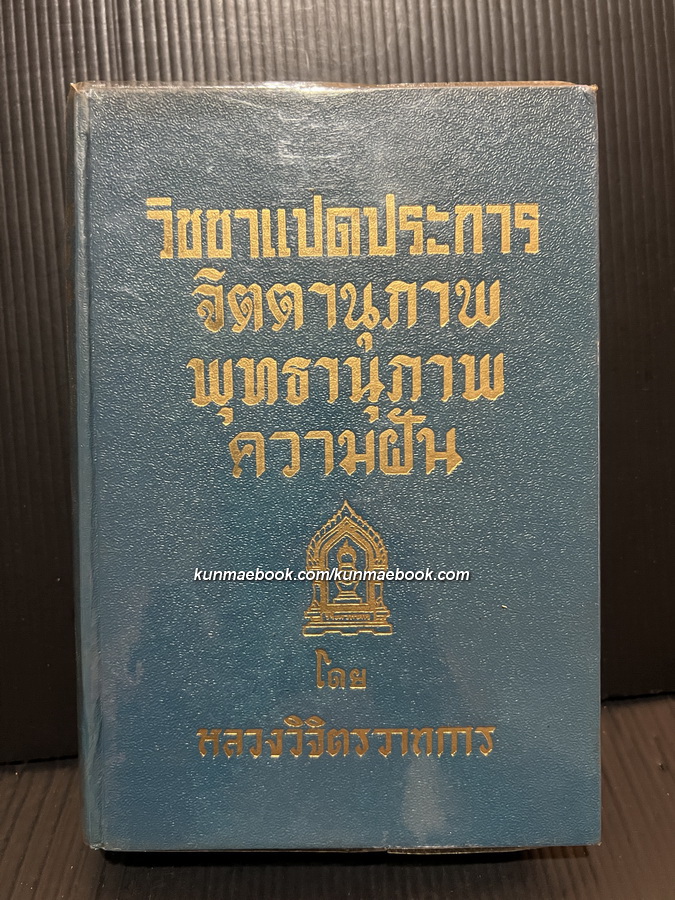 วิชชาแปดประการ
จิตตานุภาพ
พุทธานุภาพ
ความฝัน
kunmaebook.com/kunmaebook.com
โดย
หลวงวิจิตรวาทการ